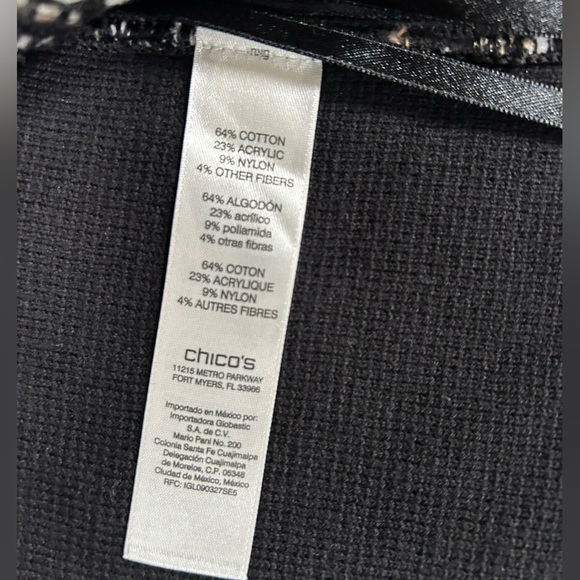 64% COTTON
23% ACRYLIC
9% NYLON
4% OTHER FIBERS
64% ALGODÓN
23% acrílico
9% poliamida
4% otras fibras
64% COTON
23% ACRYLIQUE
9% NYLON
4% AUTRES FIBRES
chico's
11215 METRO PARKWAY
FORT MYERS, FL 33966
Importado en México por:
Importadora Globastic
S.A. de C.V.
Mario Pani No. 200
Colonia Santa Fe Cuajimalpa
Delegación Cuajimalpa
de Morelos, C.P. 05348
Ciudad de México, México
RFC: IGL090327SE5